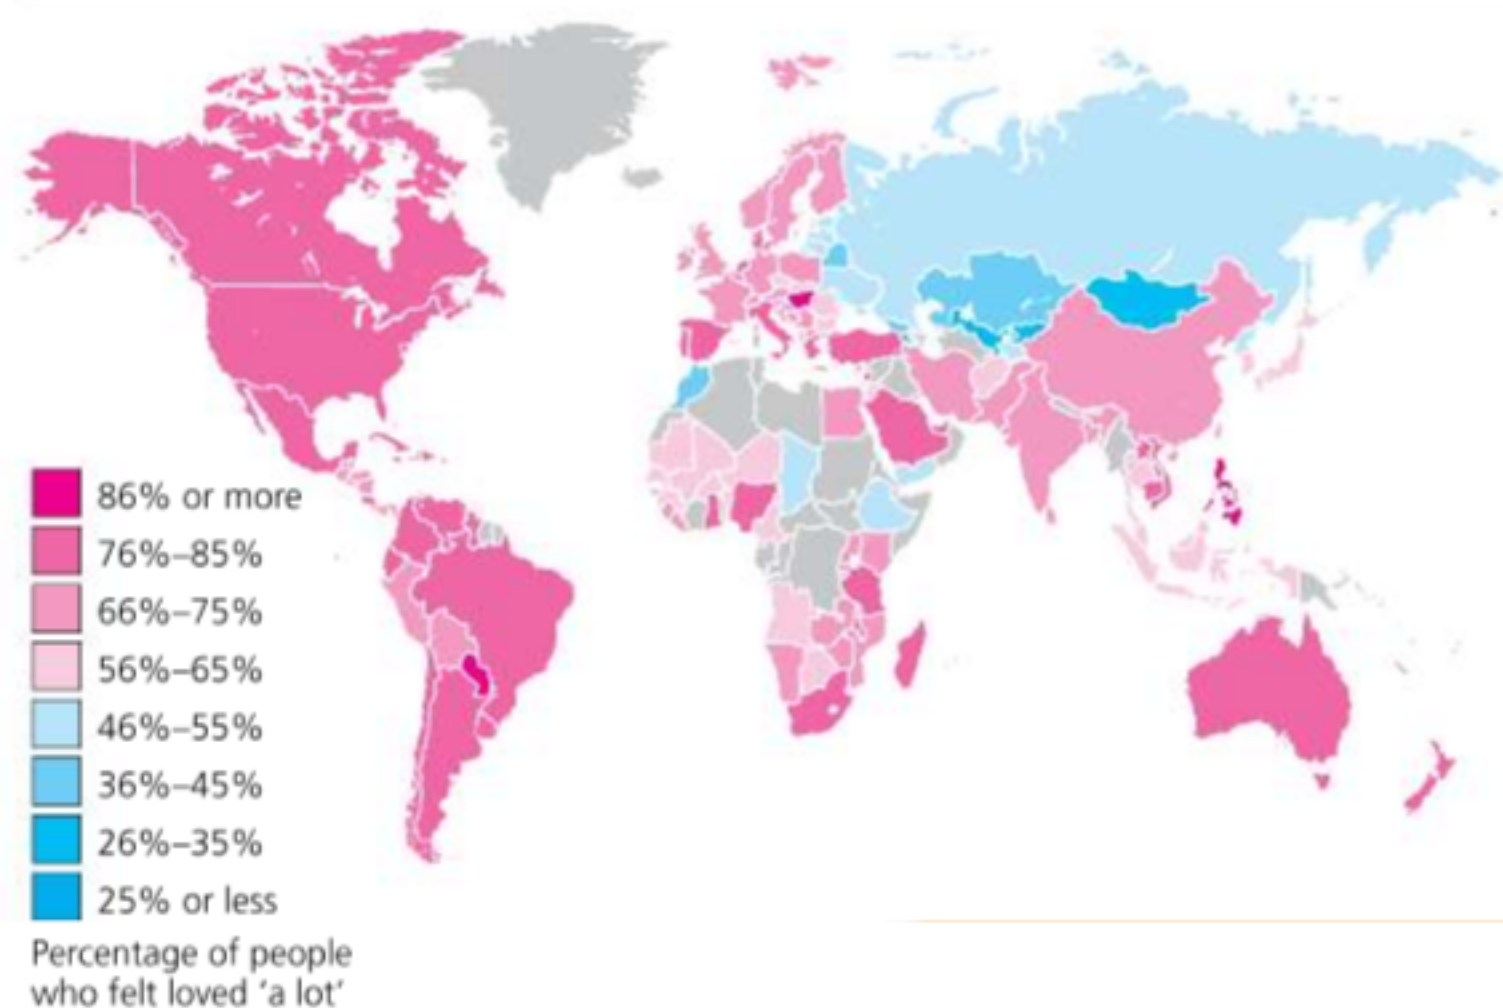 86% or more
76%–85%
66%–75%
56%–65%
46%–55%
36%–45%
26%–35%
25% or less
Percentage of people
who felt loved ‘a lot’